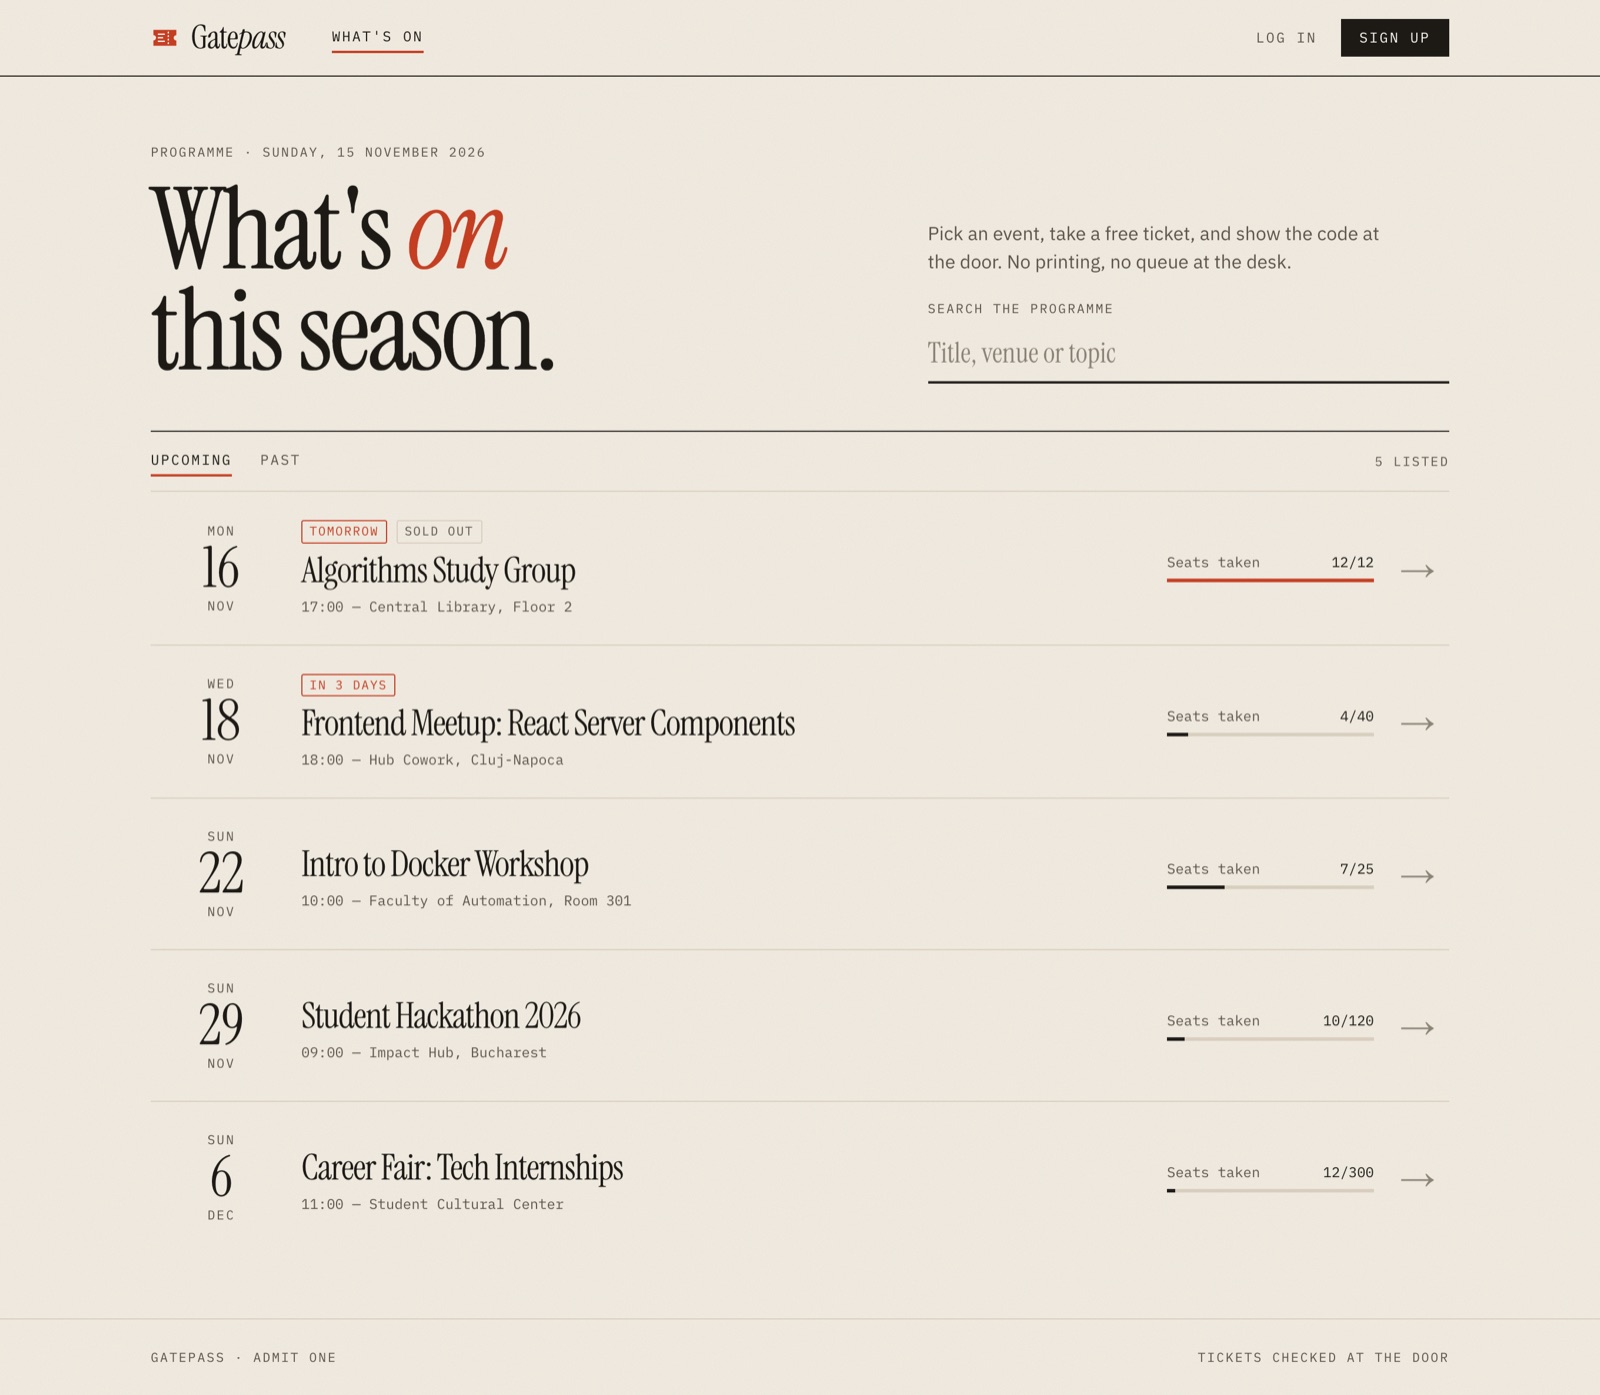 Gatepass
WHAT'S ON
LOG IN
SIGN UP
PROGRAMME · SUNDAY, 15 NOVEMBER 2026
What's on
this season.
Pick an event, take a free ticket, and show the code at
the door. No printing, no queue at the desk.
SEARCH THE PROGRAMME
Title, venue or topic
UPCOMING
PAST
5 LISTED
MON
16
NOV
TOMORROW
SOLD OUT
Algorithms Study Group
17:00 — Central Library, Floor 2
Seats taken 12/12
WED
18
NOV
IN 3 DAYS
Frontend Meetup: React Server Components
18:00 — Hub Cowork, Cluj-Napoca
Seats taken 4/40
SUN
22
NOV
Intro to Docker Workshop
10:00 — Faculty of Automation, Room 301
Seats taken 7/25
SUN
29
NOV
Student Hackathon 2026
09:00 — Impact Hub, Bucharest
Seats taken 10/120
SUN
6
DEC
Career Fair: Tech Internships
11:00 — Student Cultural Center
Seats taken 12/300
GATEPASS · ADMIT ONE
TICKETS CHECKED AT THE DOOR